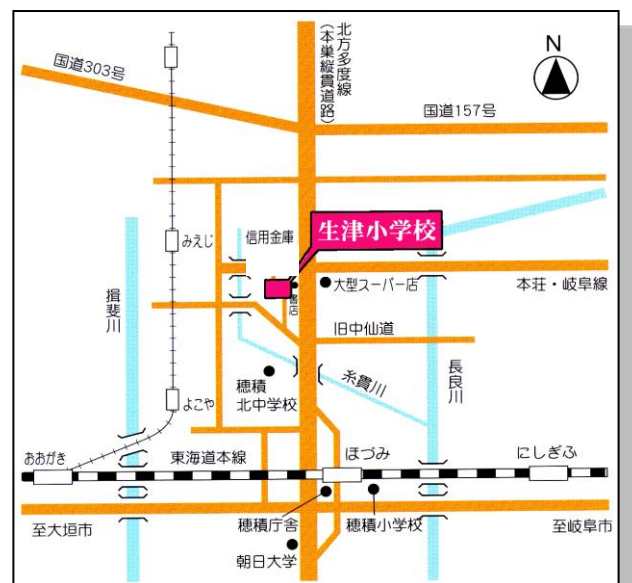 北方多度線
（本巣縦貫道路）
N
国道303号
国道157号
生津小学校
信用金庫
みえじ
書店
大型スーパー店
本荘・岐阜線
揖斐川
旧中仙道
長良川
糸貫川
穂積
北中学校
よこや
おおがき
東海道本線
ほづみ
にしぎふ
至大垣市
穂積庁舎
穂積小学校
至岐阜市
朝日大学